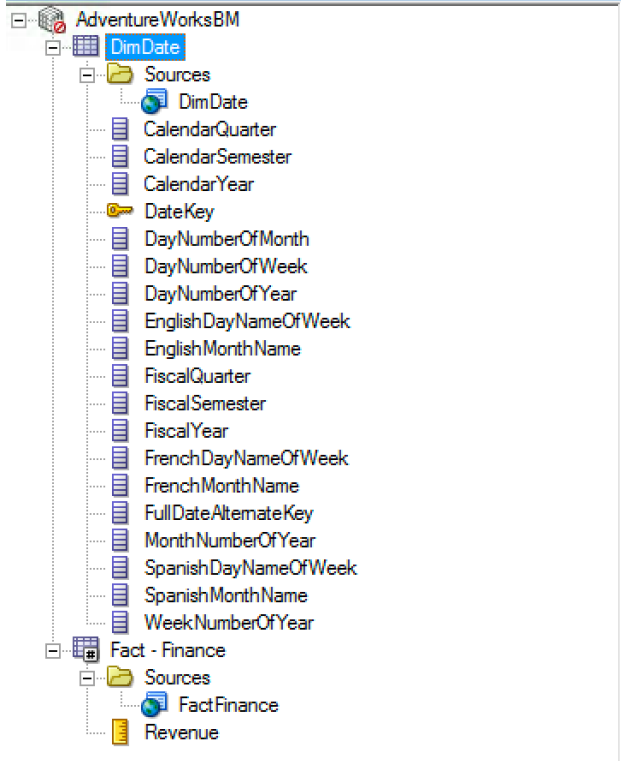 AdventureWorksBM
DimDate
Sources
DimDate
CalendarQuarter
CalendarSemester
CalendarYear
DateKey
DayNumberOfMonth
DayNumberOfWeek
DayNumberOfYear
EnglishDayNameOfWeek
EnglishMonthName
FiscalQuarter
FiscalSemester
FiscalYear
FrenchDayNameOfWeek
FrenchMonthName
FullDateAlternateKey
MonthNumberOfYear
SpanishDayNameOfWeek
SpanishMonthName
WeekNumberOfYear
Fact - Finance
Sources
FactFinance
Revenue